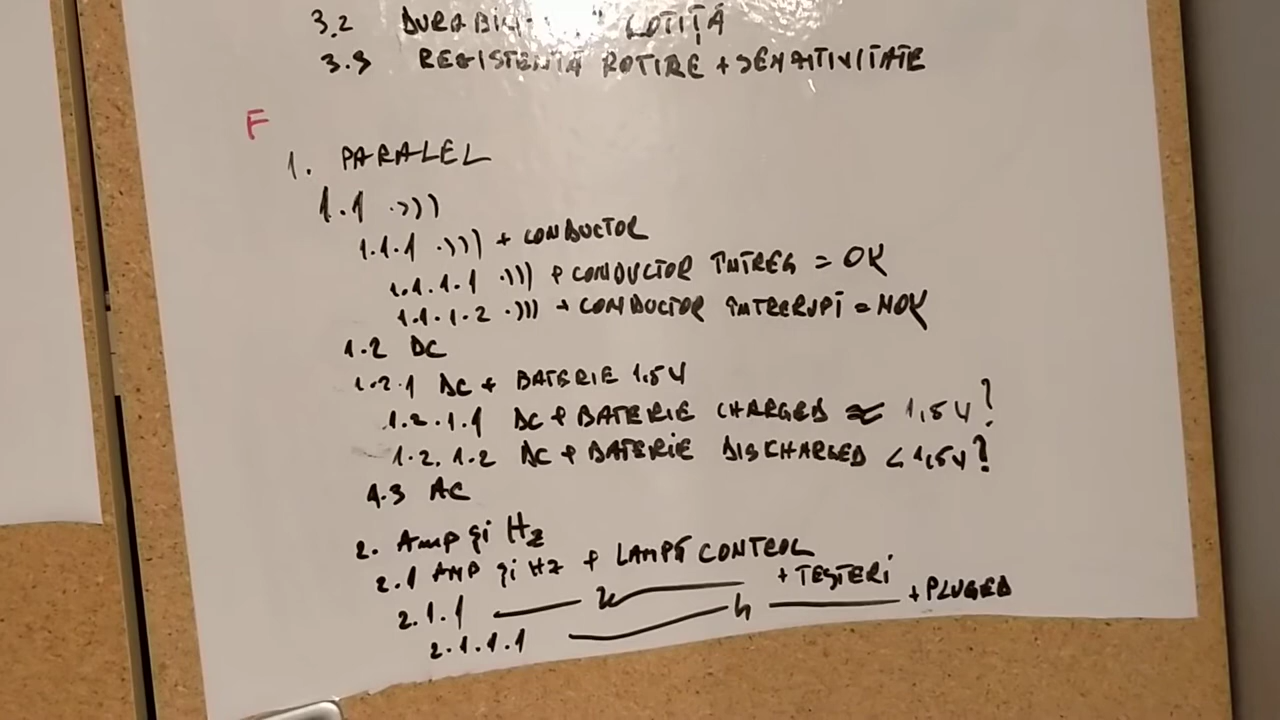 3.2 DURABI LOTIȚĂ
3.3 REZISTENȚĂ ROTIRE + SENZITIVITATE
F
1. PARALEL
1.1 ·)))
1.1.1 ·))) + CONDUCTOR
1.1.1.1 ·))) + CONDUCTOR ÎNTREG = OK
1.1.1.2 ·))) + CONDUCTOR ÎNTRERUPT = NOK
1.2 DC
1.2.1 DC + BATERIE 1.5V
1.2.1.1 DC + BATERIE CHARGED ≈ 1,5V?
1.2.1.2 DC + BATERIE DISCHARGED < 1,5V?
1.3 AC
2. Amp și Hz
2.1 AMP și Hz + LAMPĂ CONTROL
2.1.1 —— 〃 —— + TESTERI
2.1.1.1 —— 〃 —— + PLUGED